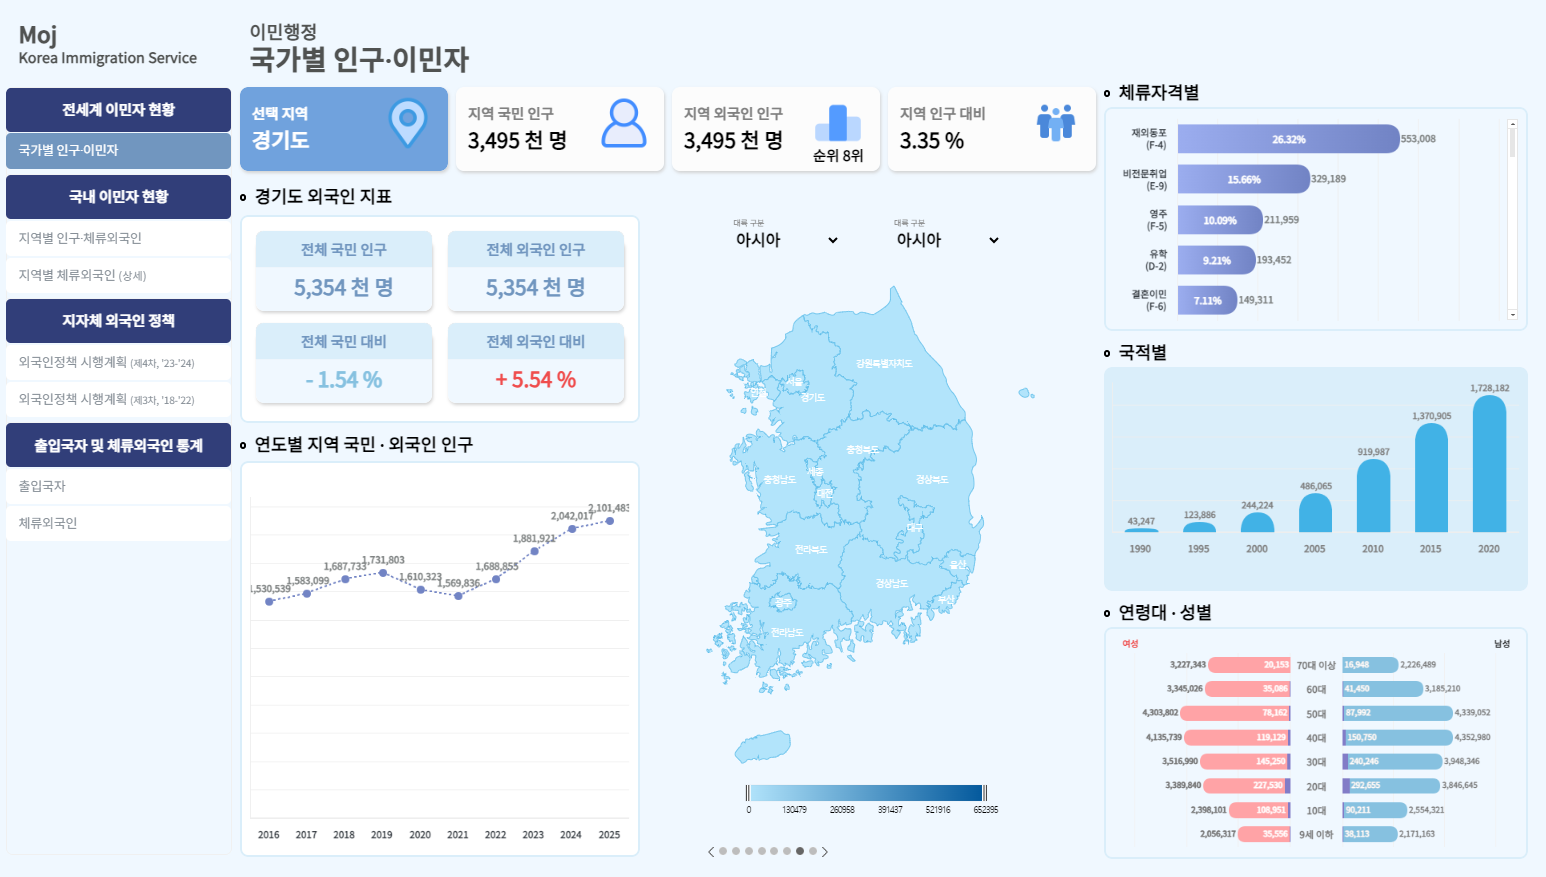 Moj
Korea Immigration Service
전세계 이민자 현황
국가별 인구·이민자
국내 이민자 현황
지역별 인구·체류외국인
지역별 체류외국인 (상세)
지자체 외국인 정책
외국인정책 시행계획 (제4차, '23-'24)
외국인정책 시행계획 (제3차, '18-'22)
출입국자 및 체류외국인 통계
출입국자
체류외국인
이민행정
국가별 인구·이민자
선택 지역
경기도
지역 국민 인구
3,495 천 명
지역 외국인 인구
3,495 천 명
순위 8위
지역 인구 대비
3.35 %
경기도 외국인 지표
전체 국민 인구
5,354 천 명
전체 외국인 인구
5,354 천 명
전체 국민 대비
- 1.54 %
전체 외국인 대비
+ 5.54 %
연도별 지역 국민 · 외국인 인구
1,530,539
1,583,099
1,687,733
1,731,803
1,610,323
1,569,836
1,688,855
1,881,921
2,042,017
2,101,483
2016 2017 2018 2019 2020 2021 2022 2023 2024 2025
대륙 구분
아시아
대륙 구분
아시아
강원특별자치도
서울
인천
경기도
충청북도
세종
충청남도
대전
경상북도
대구
전라북도
울산
경상남도
부산
광주
전라남도
0 130479 260958 391437 521916 652395
체류자격별
재외동포
(F-4)
26.32%
553,008
비전문취업
(E-9)
15.66%
329,189
영주
(F-5)
10.09%
211,959
유학
(D-2)
9.21%
193,452
결혼이민
(F-6)
7.11%
149,311
국적별
43,247
123,886
244,224
486,065
919,987
1,370,905
1,728,182
1990 1995 2000 2005 2010 2015 2020
연령대 · 성별
여성 남성
3,227,343 20,153 70대 이상 16,948 2,226,489
3,345,026 35,086 60대 41,450 3,185,210
4,303,802 78,162 50대 87,992 4,339,052
4,135,739 119,129 40대 150,750 4,352,980
3,516,990 145,250 30대 240,246 3,948,346
3,389,840 227,530 20대 292,655 3,846,645
2,398,101 108,951 10대 90,211 2,554,321
2,056,317 35,556 9세 이하 38,113 2,171,163